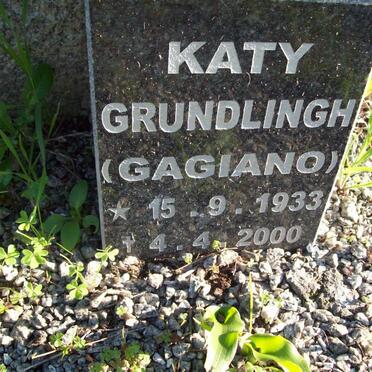 KATY
GRUNDLINGH
(GAGIANO)
* 15 . 9 . 1933
† 4 . 4 . 2000